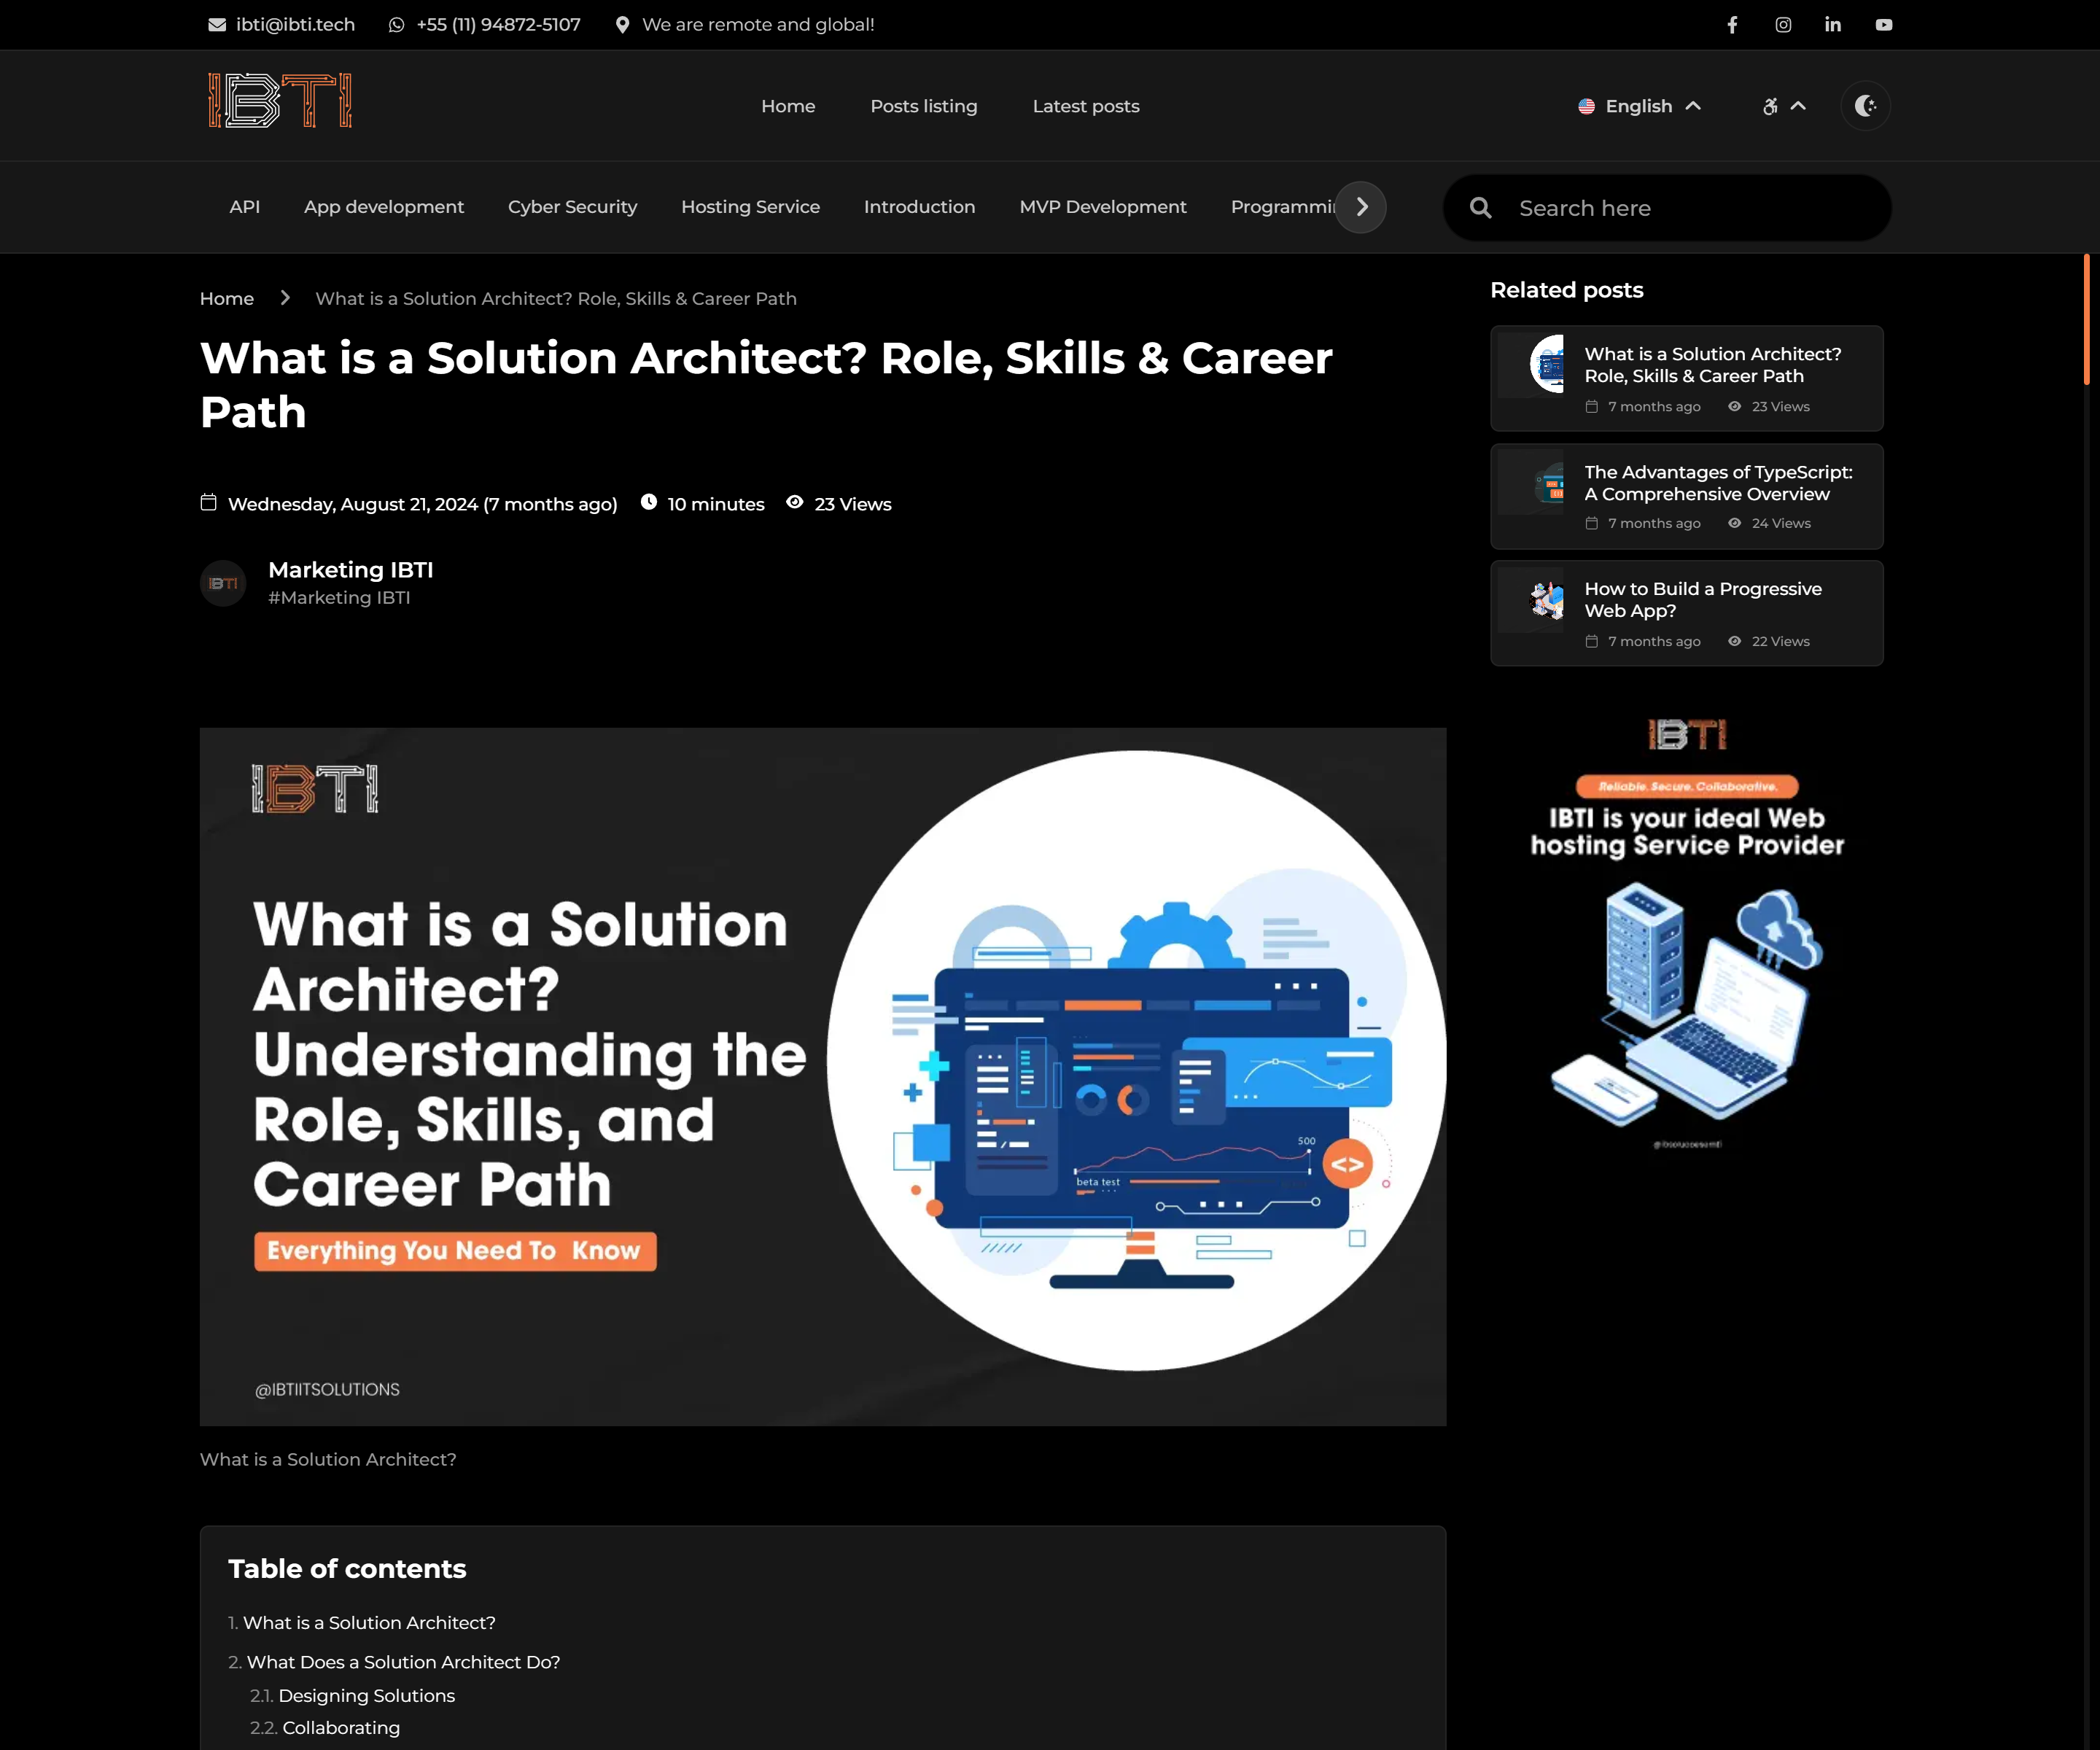 ibti@ibti.tech +55 (11) 94872-5107 We are remote and global!
IBTI
Home Posts listing Latest posts
English
API App development Cyber Security Hosting Service Introduction MVP Development Programmin
Search here
Home What is a Solution Architect? Role, Skills & Career Path
What is a Solution Architect? Role, Skills & Career
Path
Wednesday, August 21, 2024 (7 months ago) 10 minutes 23 Views
IBTI
Marketing IBTI
#Marketing IBTI
IBTI
What is a Solution
Architect?
Understanding the
Role, Skills, and
Career Path
Everything You Need To Know
@IBTIITSOLUTIONS
500
beta test
<>
What is a Solution Architect?
Table of contents
1. What is a Solution Architect?
2. What Does a Solution Architect Do?
2.1. Designing Solutions
2.2. Collaborating
Related posts
What is a Solution Architect?
Role, Skills & Career Path
7 months ago 23 Views
The Advantages of TypeScript:
A Comprehensive Overview
7 months ago 24 Views
How to Build a Progressive
Web App?
7 months ago 22 Views
IBTI
Reliable. Secure. Collaborative.
IBTI is your ideal Web
hosting Service Provider